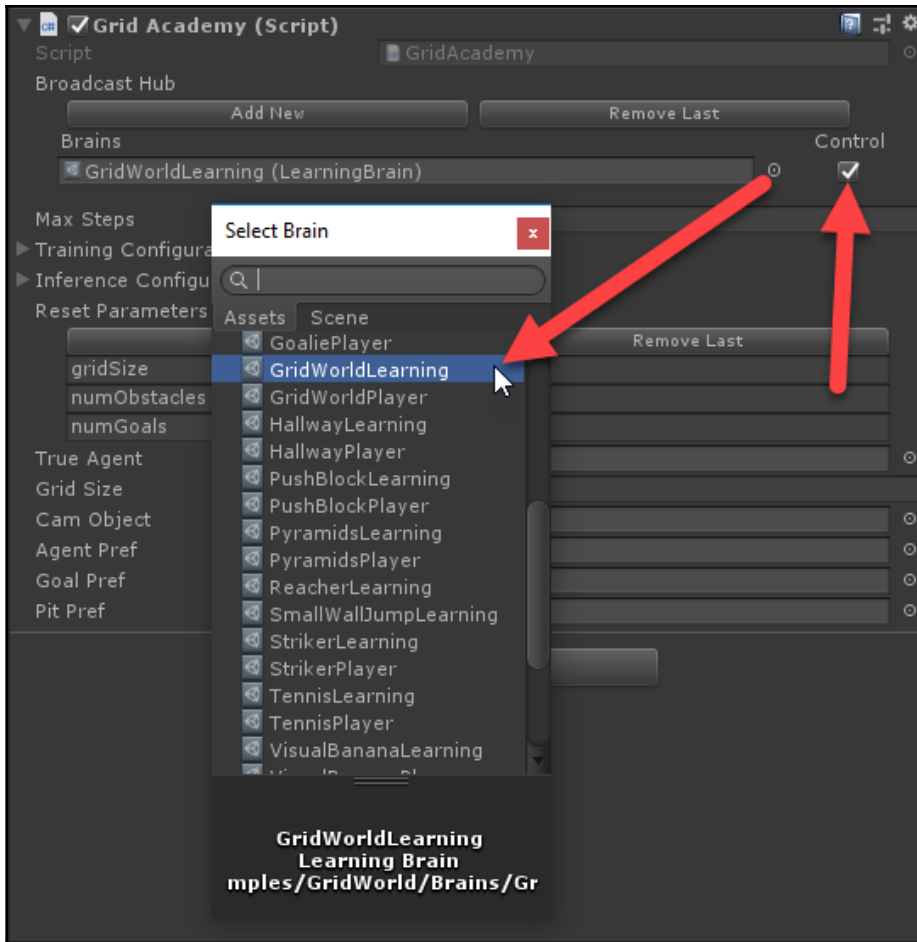 Grid Academy (Script)
Script GridAcademy
Broadcast Hub
Add New Remove Last
Brains Control
GridWorldLearning (LearningBrain)
Max Steps
Select Brain
x
Training Configura
Inference Configu
Reset Parameters
Assets Scene
Remove Last
GoaliePlayer
gridSize
GridWorldLearning
numObstacles
GridWorldPlayer
numGoals
HallwayLearning
True Agent
HallwayPlayer
Grid Size
PushBlockLearning
Cam Object
PushBlockPlayer
Agent Pref
PyramidsLearning
PyramidsPlayer
Goal Pref
ReacherLearning
Pit Pref
SmallWallJumpLearning
StrikerLearning
StrikerPlayer
TennisLearning
TennisPlayer
VisualBananaLearning
GridWorldLearning
Learning Brain
mples/GridWorld/Brains/Gr